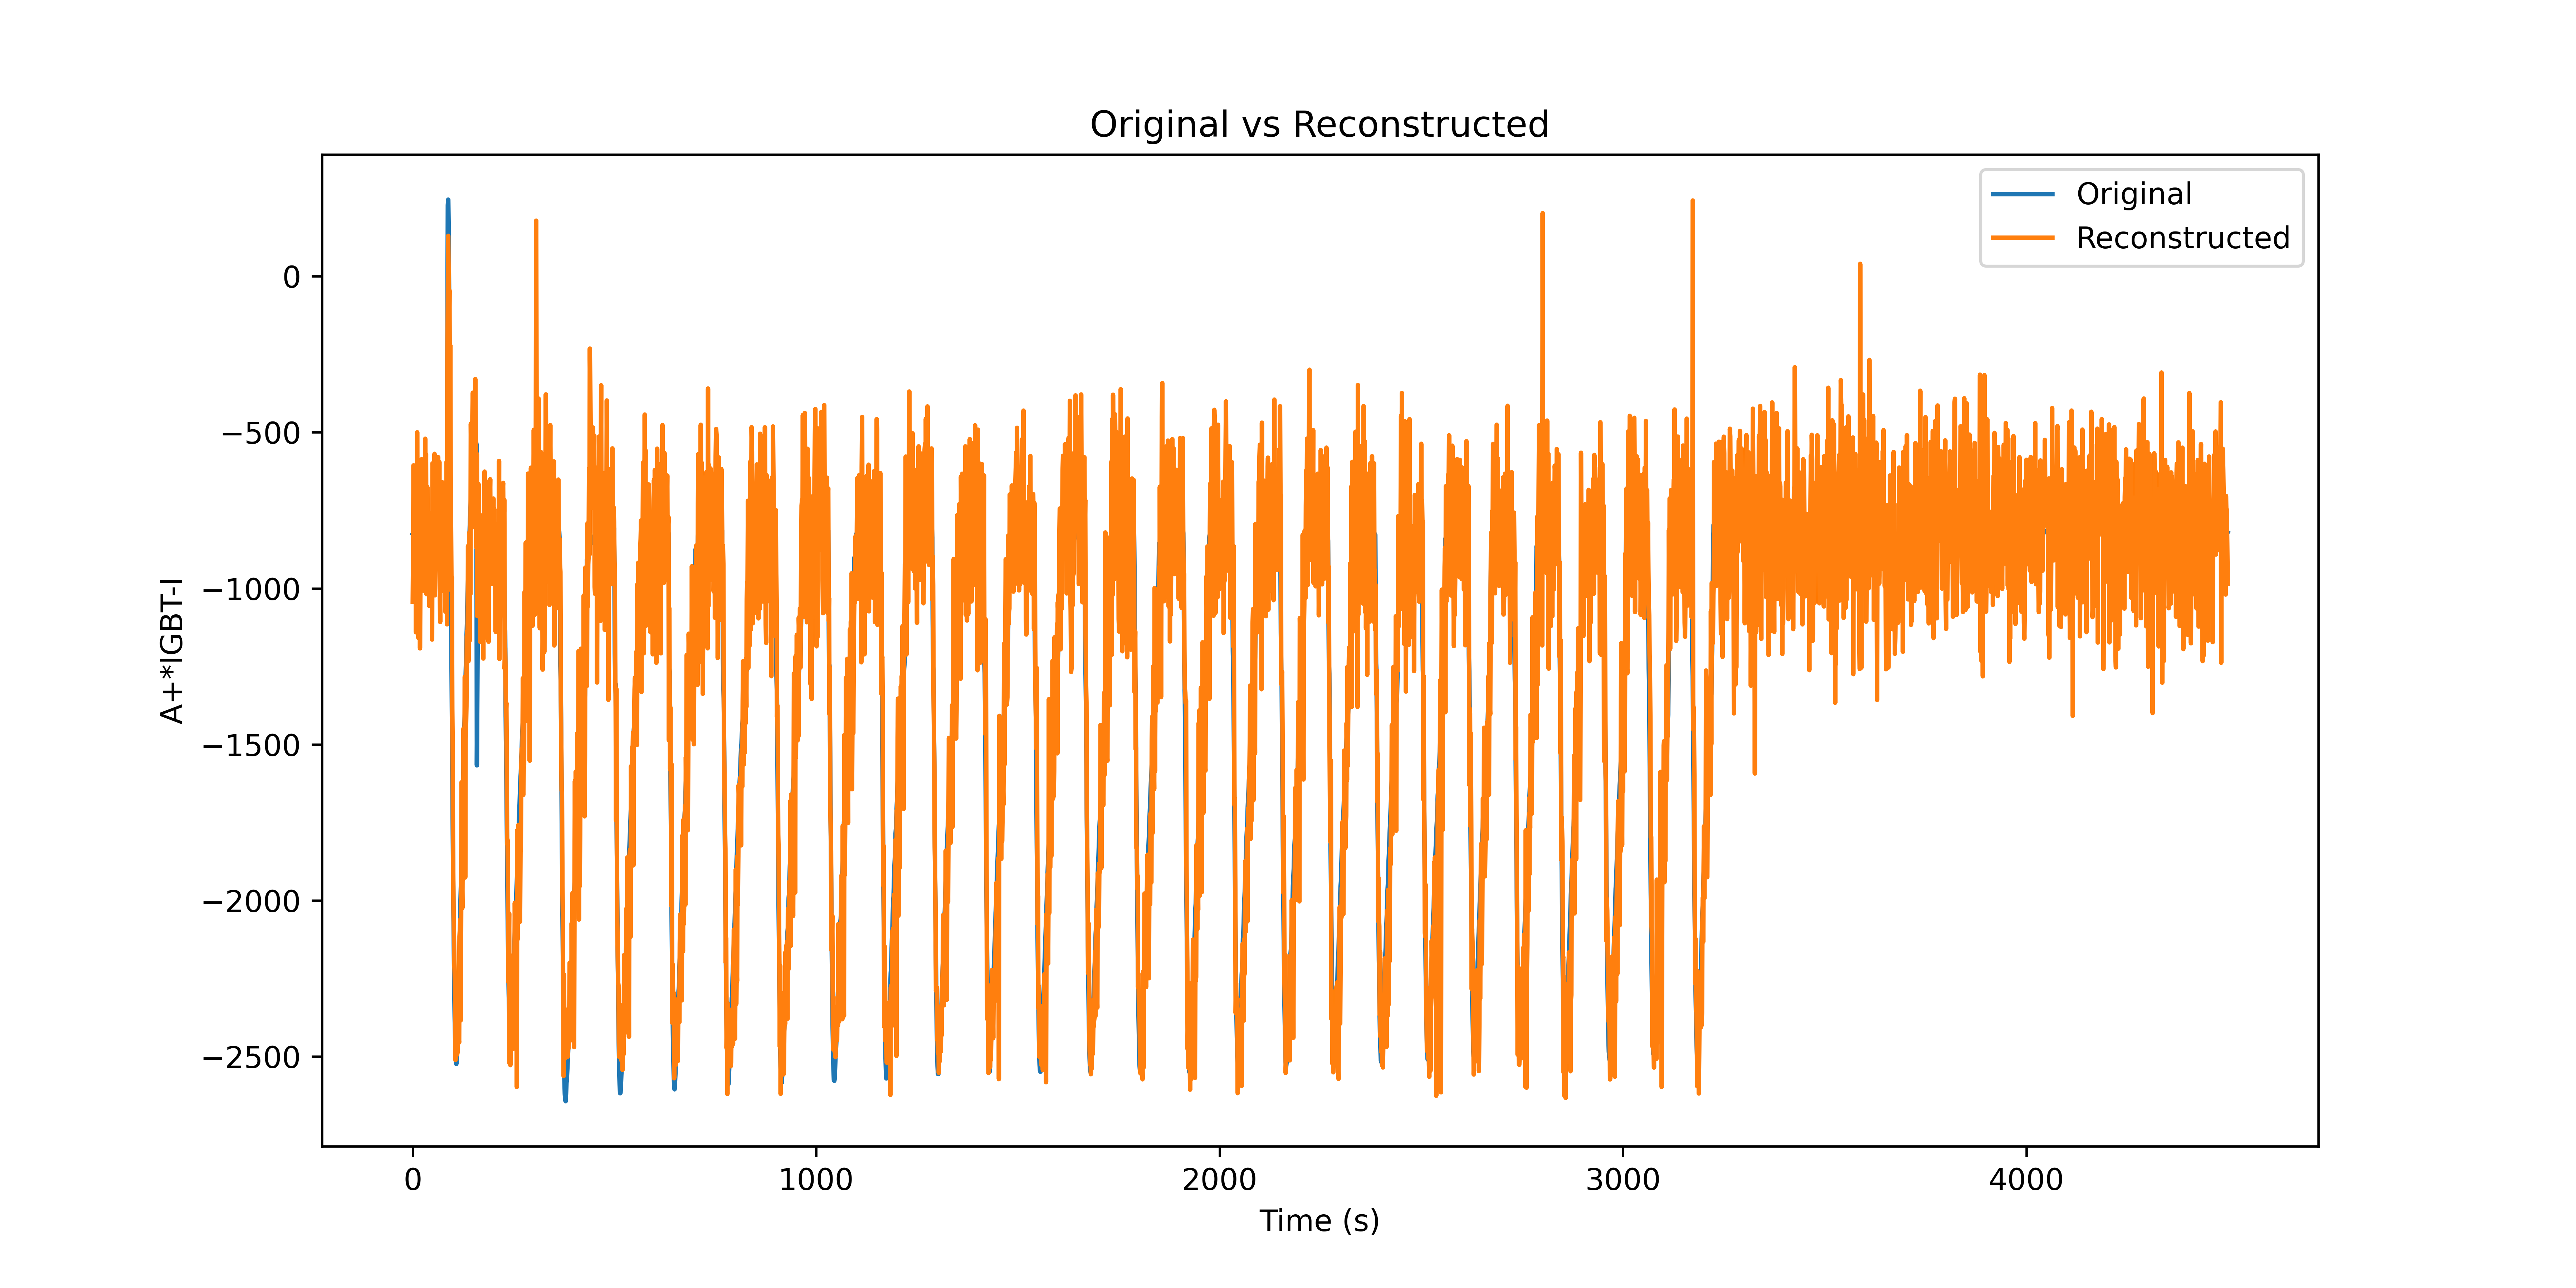 Original vs Reconstructed
Original
Reconstructed
A+*IGBT-I
0
−500
−1000
−1500
−2000
−2500
0
1000
2000
3000
4000
Time (s)